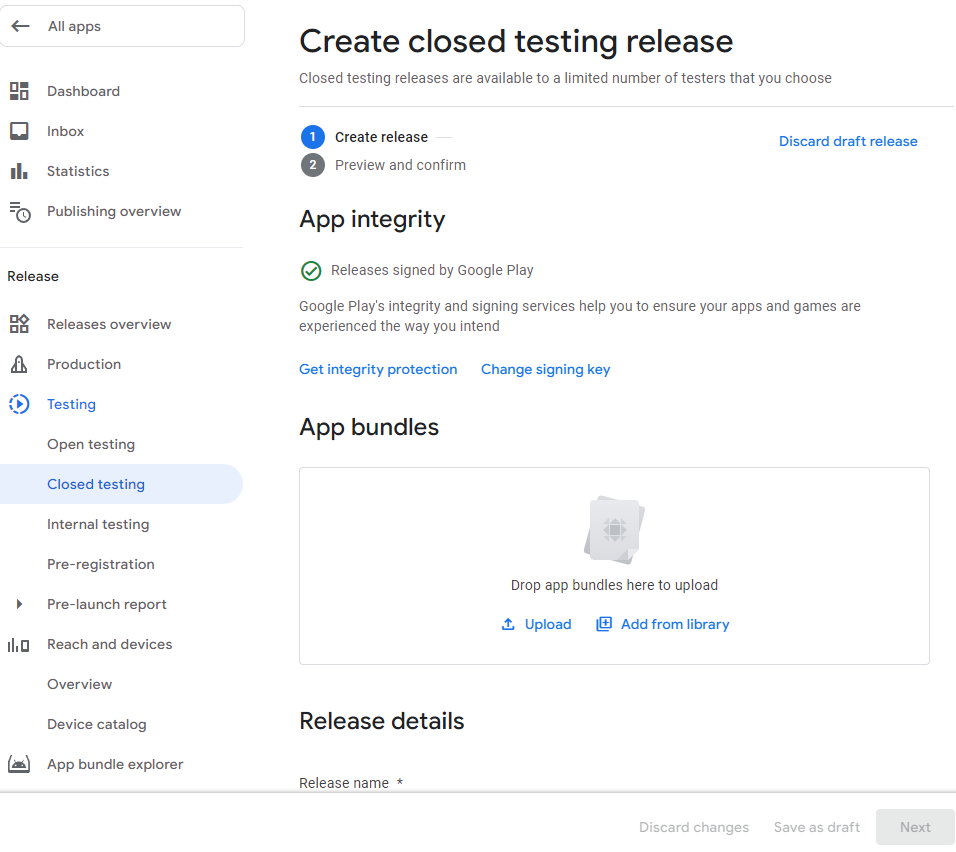 All apps
Dashboard
Inbox
Statistics
Publishing overview
Release
Releases overview
Production
Testing
Open testing
Closed testing
Internal testing
Pre-registration
Pre-launch report
Reach and devices
Overview
Device catalog
App bundle explorer
Create closed testing release
Closed testing releases are available to a limited number of testers that you choose
1 Create release
2 Preview and confirm
Discard draft release
App integrity
Releases signed by Google Play
Google Play's integrity and signing services help you to ensure your apps and games are
experienced the way you intend
Get integrity protection Change signing key
App bundles
Drop app bundles here to upload
Upload Add from library
Release details
Release name *
Discard changes Save as draft Next